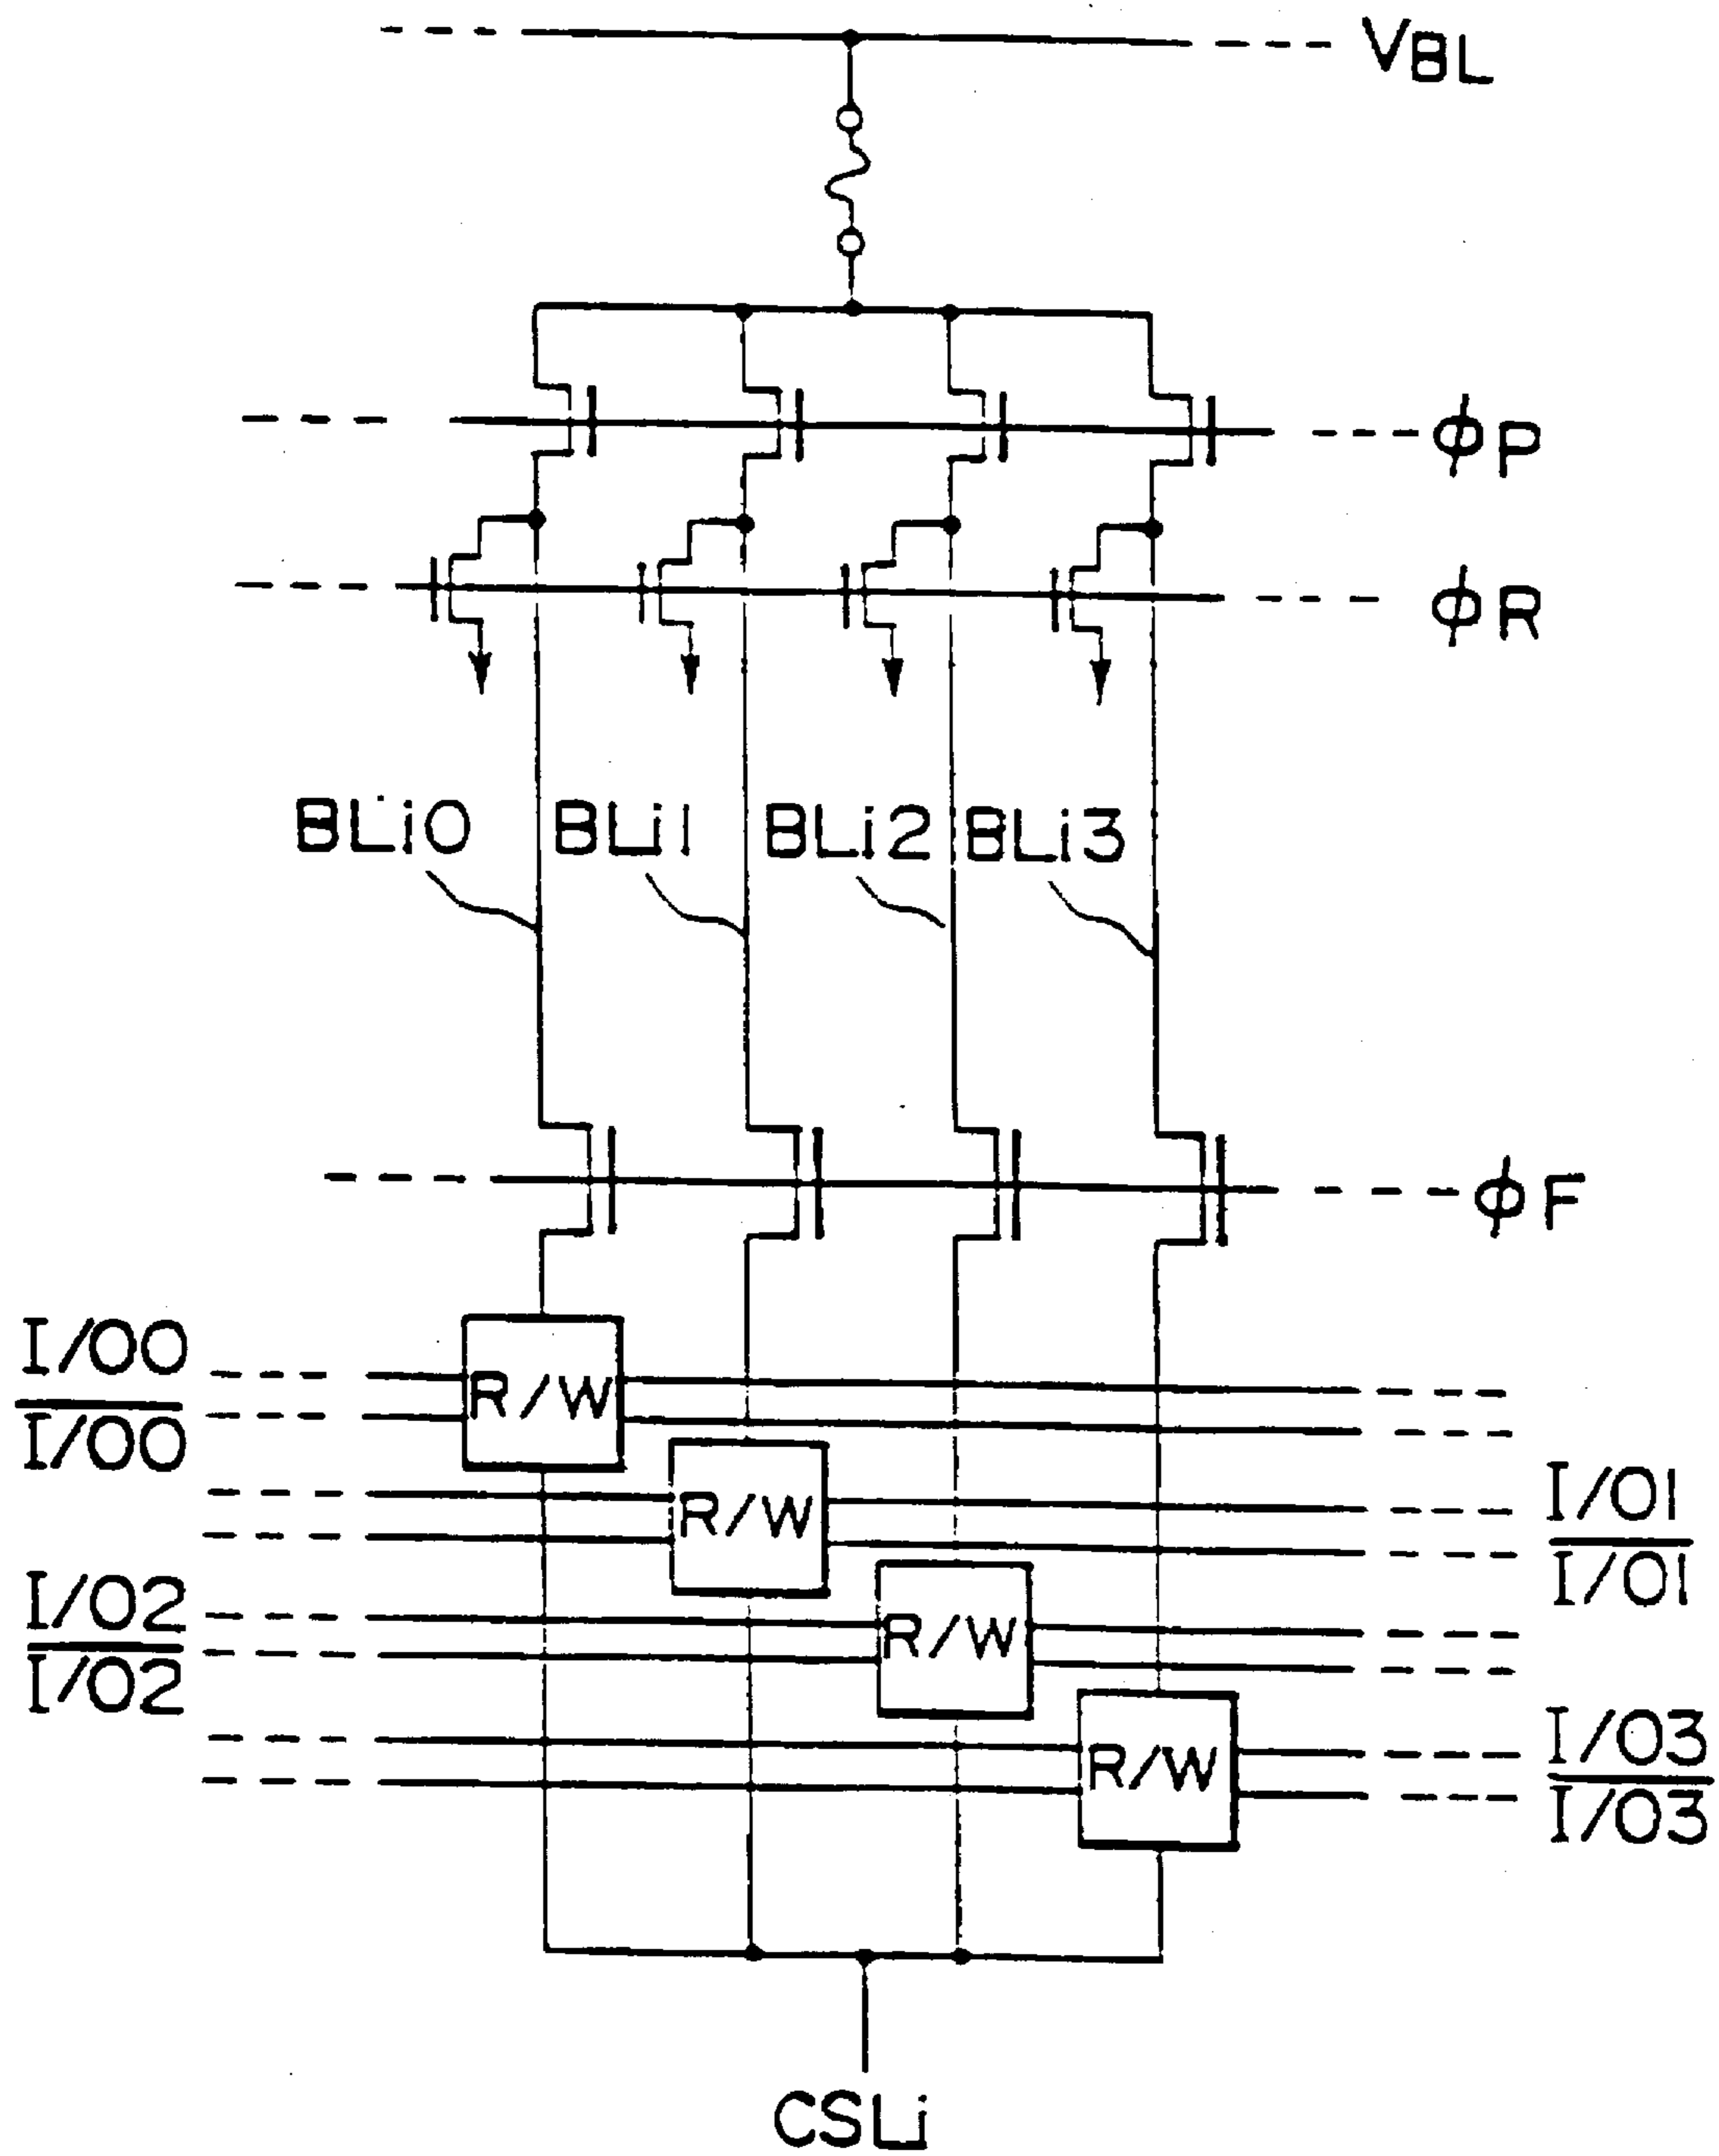 VBL
ϕP
ϕR
BLi0 BLi1 BLi2 BLi3
ϕF
I/O0
I/O0
R/W
R/W
I/O1
I/O1
I/O2
I/O2
R/W
R/W
I/O3
I/O3
CSLi